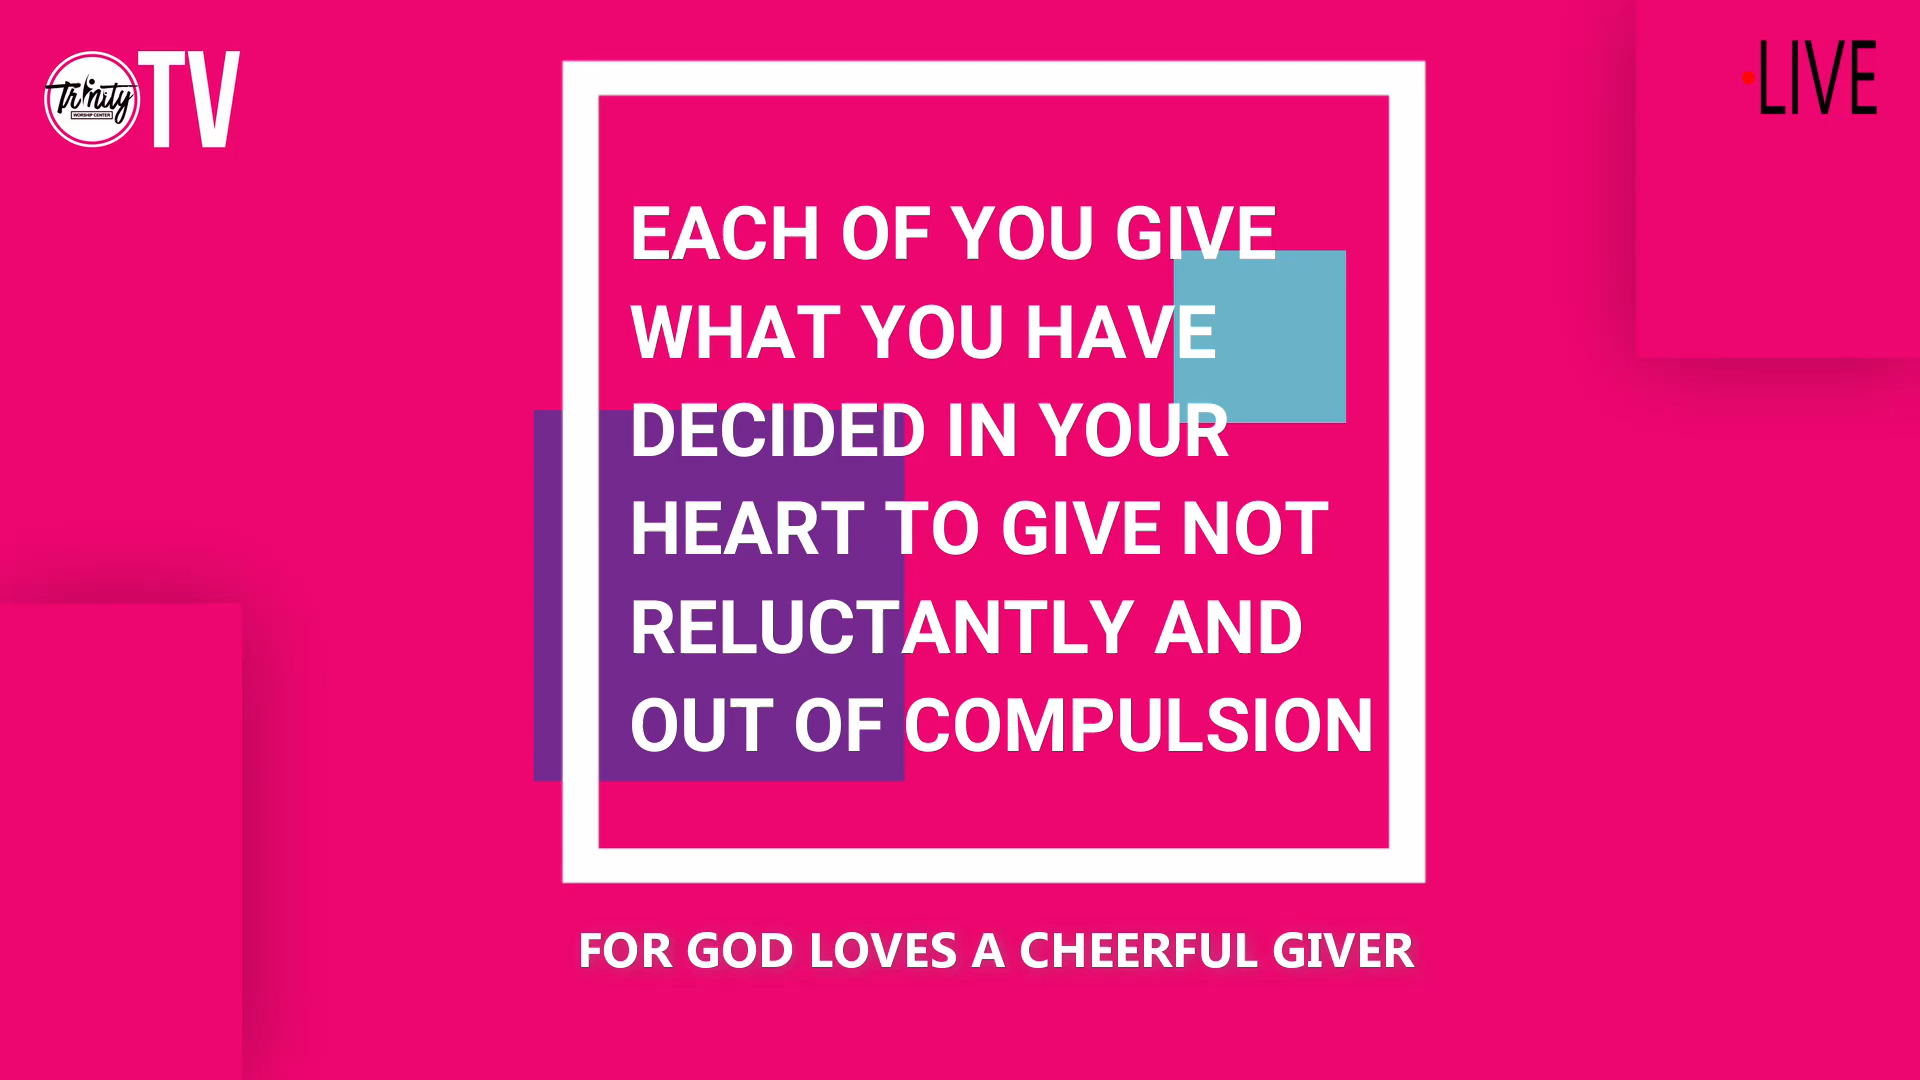 Trinity
WORSHIP CENTER
TV
LIVE
EACH OF YOU GIVE
WHAT YOU HAVE
DECIDED IN YOUR
HEART TO GIVE NOT
RELUCTANTLY AND
OUT OF COMPULSION
FOR GOD LOVES A CHEERFUL GIVER